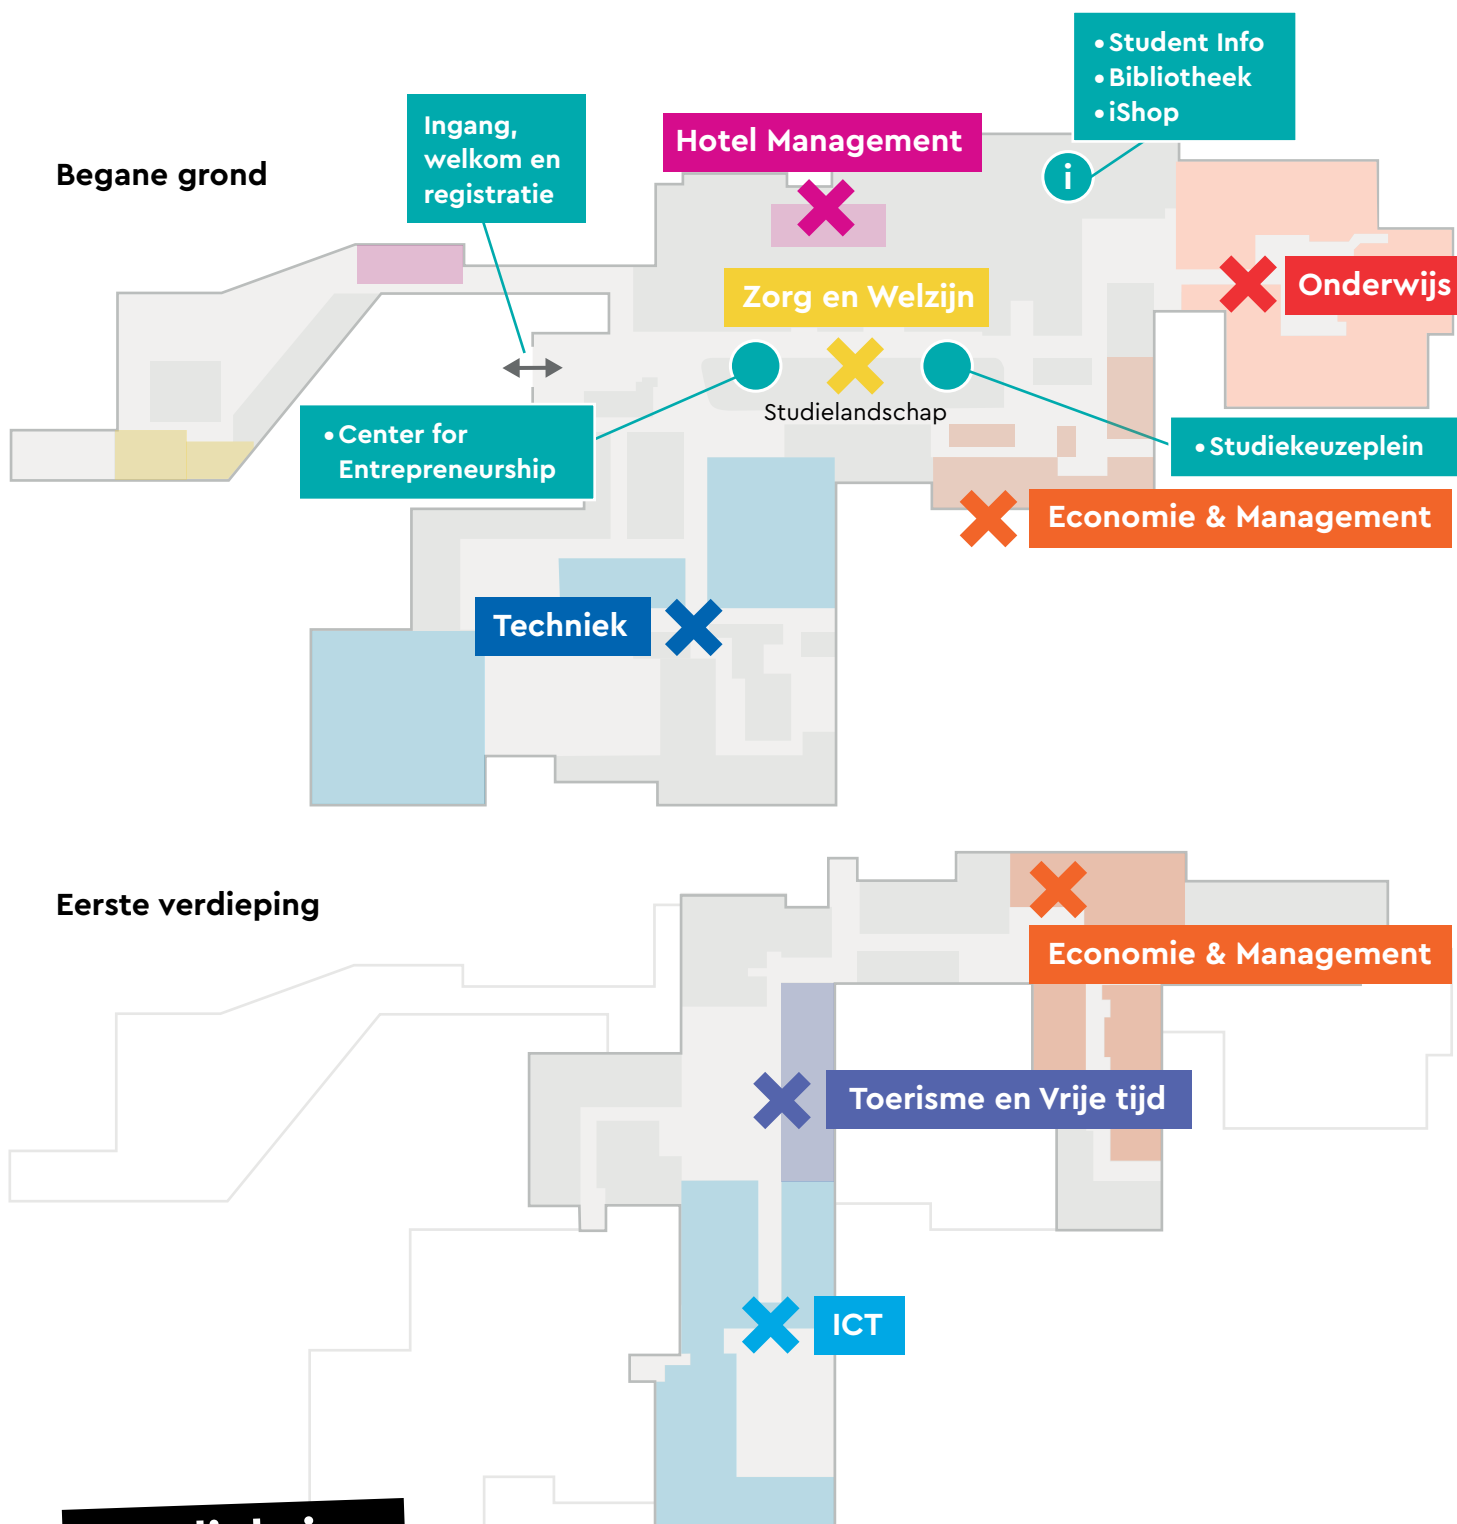 • Student Info
• Bibliotheek
• iShop
Ingang,
welkom en
registratie
Hotel Management
Begane grond
i
Zorg en Welzijn
Onderwijs
Studielandschap
• Center for
Entrepreneurship
• Studiekeuzeplein
Economie & Management
Techniek
Eerste verdieping
Economie & Management
Toerisme en Vrije tijd
ICT